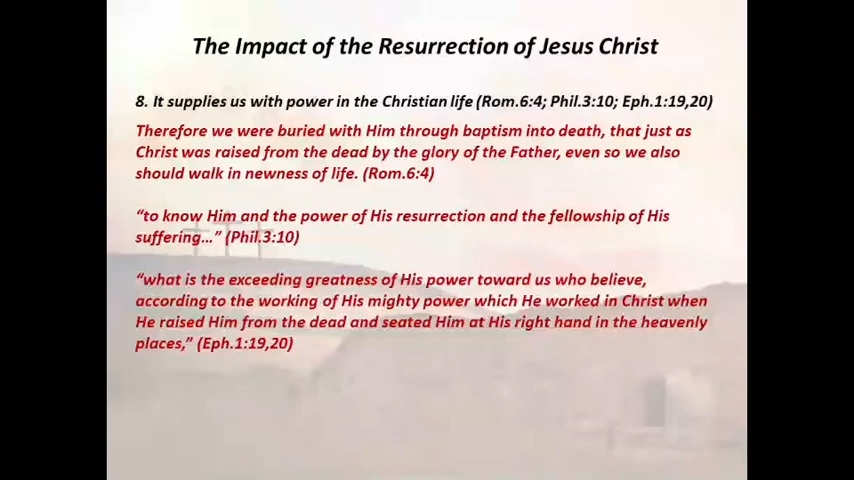 The Impact of the Resurrection of Jesus Christ
8. It supplies us with power in the Christian life (Rom.6:4; Phil.3:10; Eph.1:19,20)
Therefore we were buried with Him through baptism into death, that just as
Christ was raised from the dead by the glory of the Father, even so we also
should walk in newness of life. (Rom.6:4)
“to know Him and the power of His resurrection and the fellowship of His
suffering…” (Phil.3:10)
“what is the exceeding greatness of His power toward us who believe,
according to the working of His mighty power which He worked in Christ when
He raised Him from the dead and seated Him at His right hand in the heavenly
places,” (Eph.1:19,20)